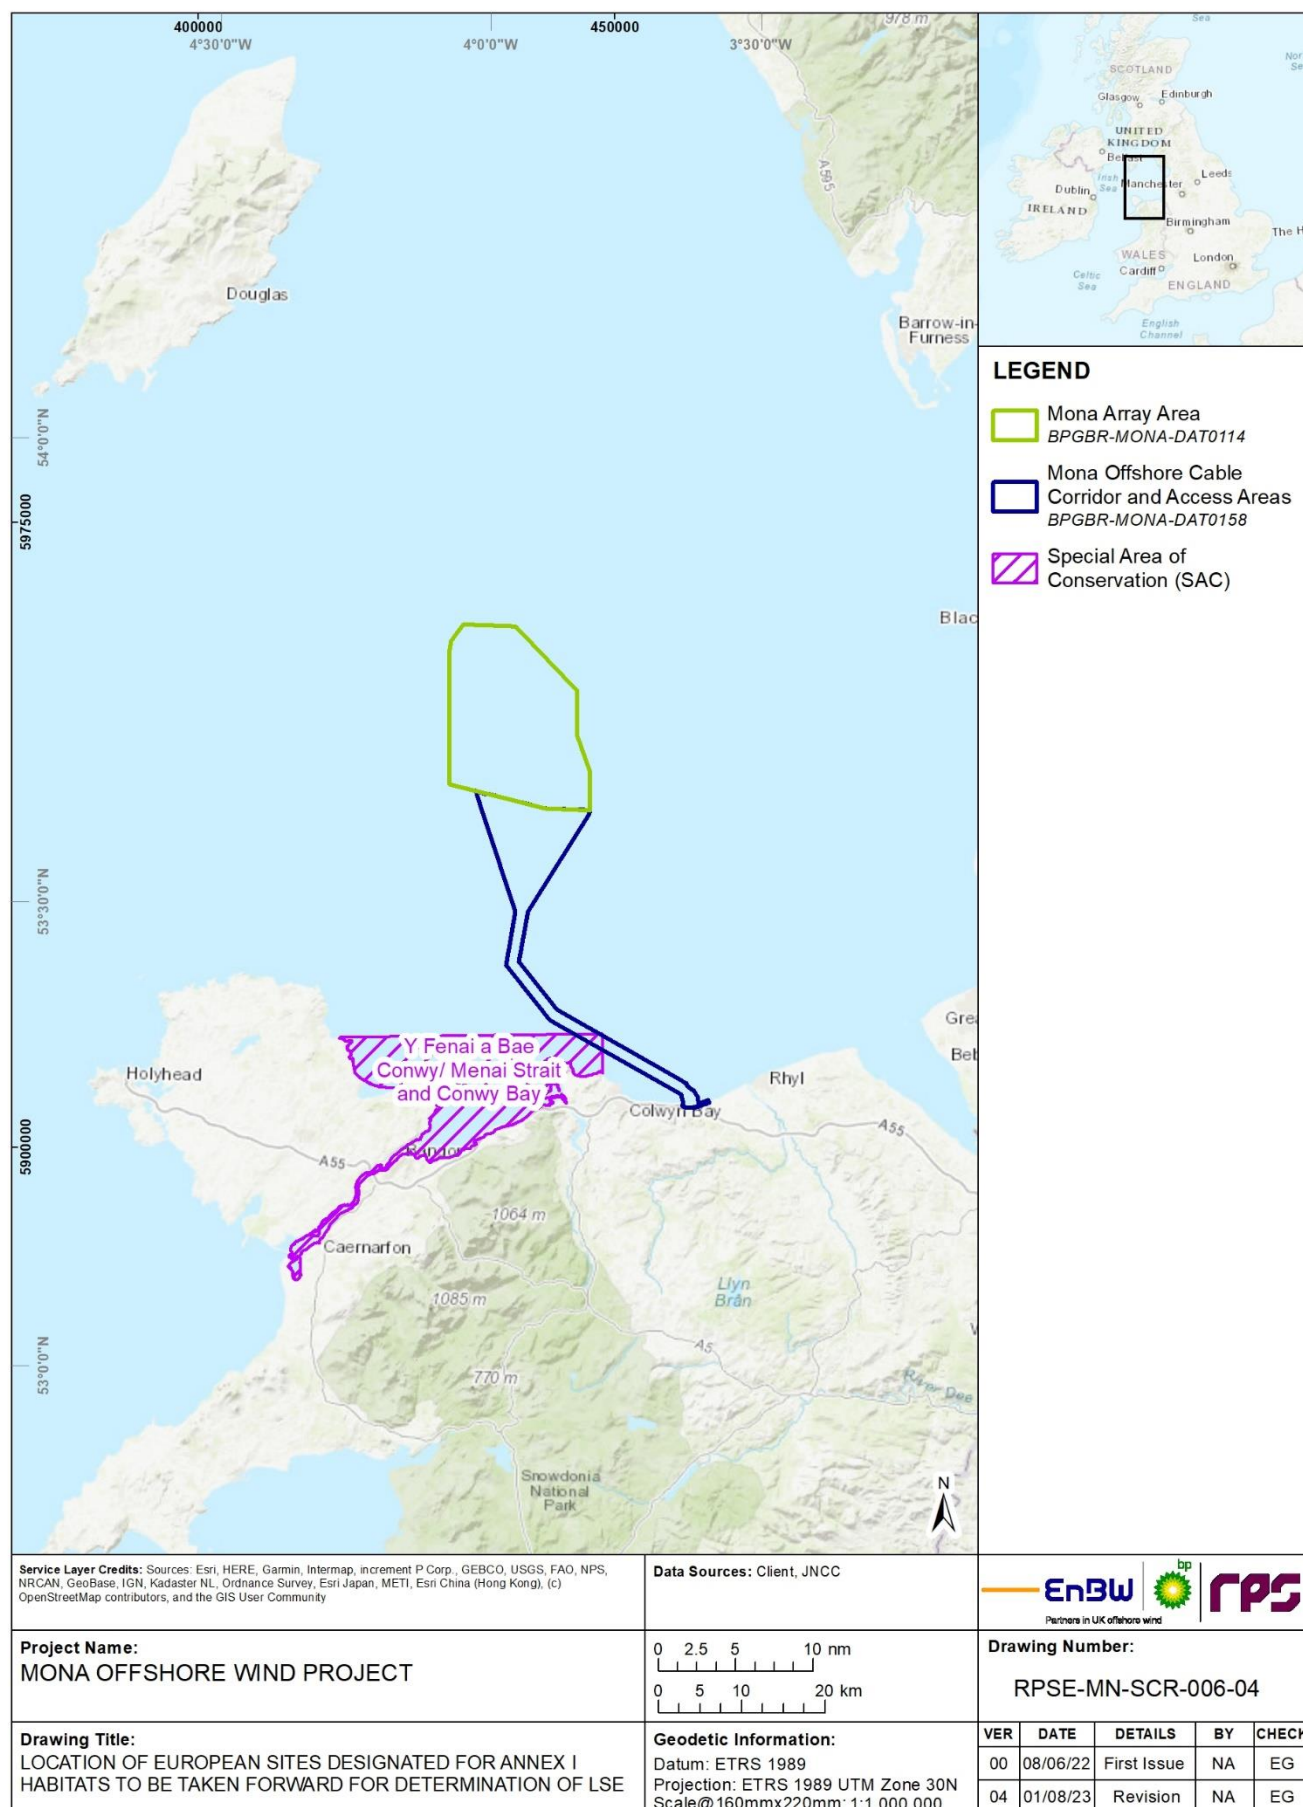 400000
450000
978 m
4°30'0"W
4°0'0"W
3°30'0"W
A595
Douglas
Barrow-in-
Furness
54°0'0"N
5975000
Blac
53°30'0"N
Grea
Beb
Holyhead
Y Fenai a Bae
Conwy/ Menai Strait
and Conwy Bay
Rhyl
Colwyn Bay
A55
5900000
A55
Bangor
1064 m
Caernarfon
Llyn
Brân
1085 m
A5
53°0'0"N
770 m
River Dee
Snowdonia
National
Park
N
Sea
Nor
Se
SCOTLAND
Glasgow
Edinburgh
UNITED
KINGDOM
Belfast
Irish
Sea
Leeds
Manchester
Dublin
IRELAND
Birmingham
The H
WALES
London
Cardiff
Celtic
Sea
ENGLAND
English
Channel
LEGEND
Mona Array Area
BPGBR-MONA-DAT0114
Mona Offshore Cable
Corridor and Access Areas
BPGBR-MONA-DAT0158
Special Area of
Conservation (SAC)
Service Layer Credits: Sources: Esri, HERE, Garmin, Intermap, increment P Corp., GEBCO, USGS, FAO, NPS,
NRCAN, GeoBase, IGN, Kadaster NL, Ordnance Survey, Esri Japan, METI, Esri China (Hong Kong), (c)
OpenStreetMap contributors, and the GIS User Community
Data Sources: Client, JNCC
EnBW
bp
rps
Partners in UK offshore wind
Project Name:
MONA OFFSHORE WIND PROJECT
0 2.5 5 10 nm
0 5 10 20 km
Drawing Number:
RPSE-MN-SCR-006-04
Drawing Title:
LOCATION OF EUROPEAN SITES DESIGNATED FOR ANNEX I
HABITATS TO BE TAKEN FORWARD FOR DETERMINATION OF LSE
Geodetic Information:
Datum: ETRS 1989
Projection: ETRS 1989 UTM Zone 30N
Scale@160mmx220mm: 1:1,000,000
VER DATE DETAILS BY CHECK
00 08/06/22 First Issue NA EG
04 01/08/23 Revision NA EG